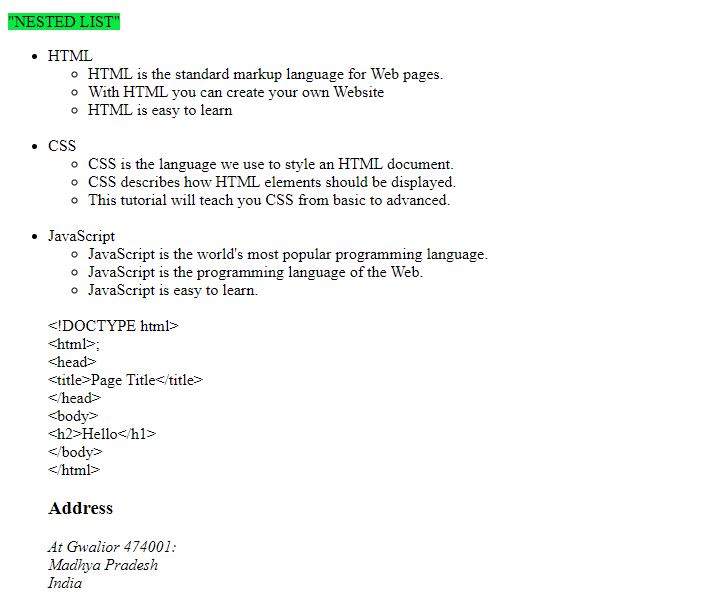 "NESTED LIST"
HTML
HTML is the standard markup language for Web pages.
With HTML you can create your own Website
HTML is easy to learn
CSS
CSS is the language we use to style an HTML document.
CSS describes how HTML elements should be displayed.
This tutorial will teach you CSS from basic to advanced.
JavaScript
JavaScript is the world's most popular programming language.
JavaScript is the programming language of the Web.
JavaScript is easy to learn.
<!DOCTYPE html>
<html>;
<head>
<title>Page Title</title>
</head>
<body>
<h2>Hello</h1>
</body>
</html>
Address
At Gwalior 474001:
Madhya Pradesh
India